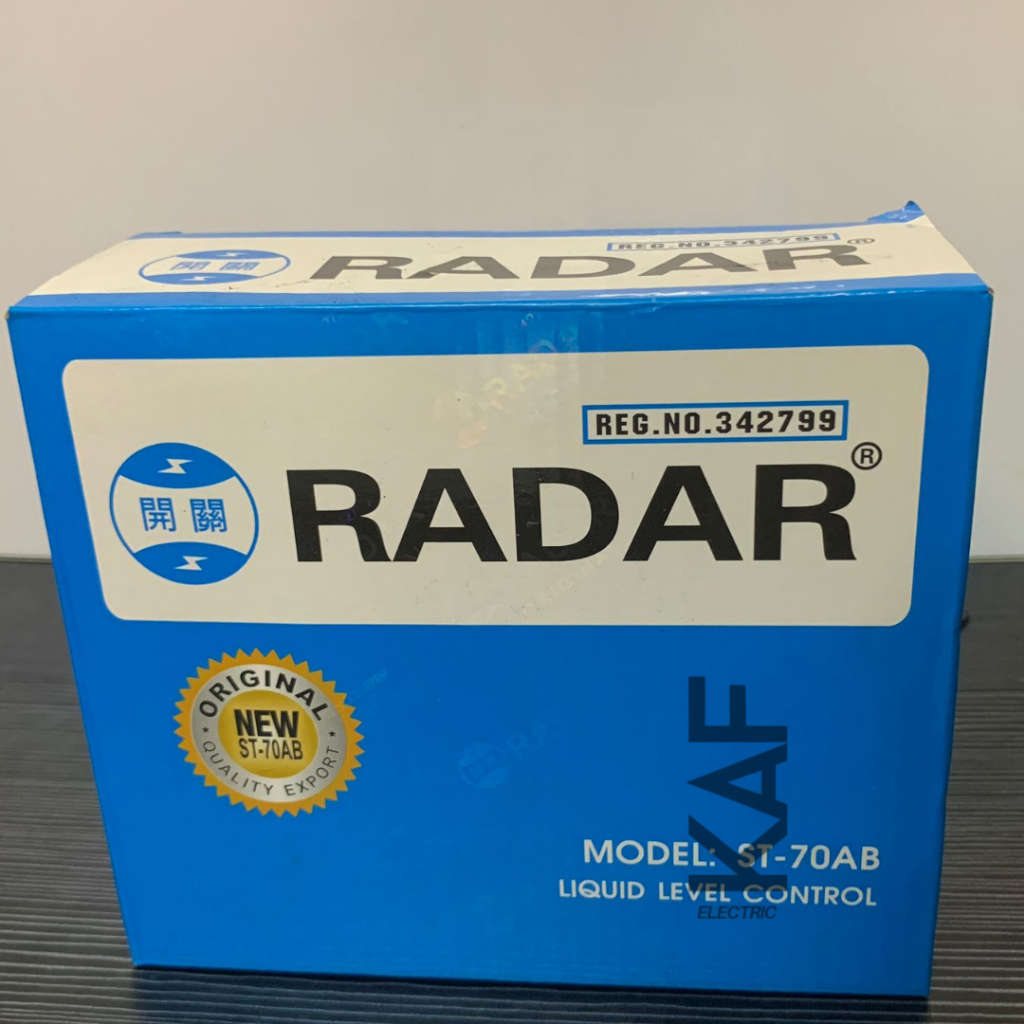 REG.NO.342799
開關
RADAR®
REG.NO.342799
開關
RADAR®
ORIGINAL
NEW
ST-70AB
QUALITY EXPORT
KAF
ELECTRIC
MODEL: ST-70AB
LIQUID LEVEL CONTROL